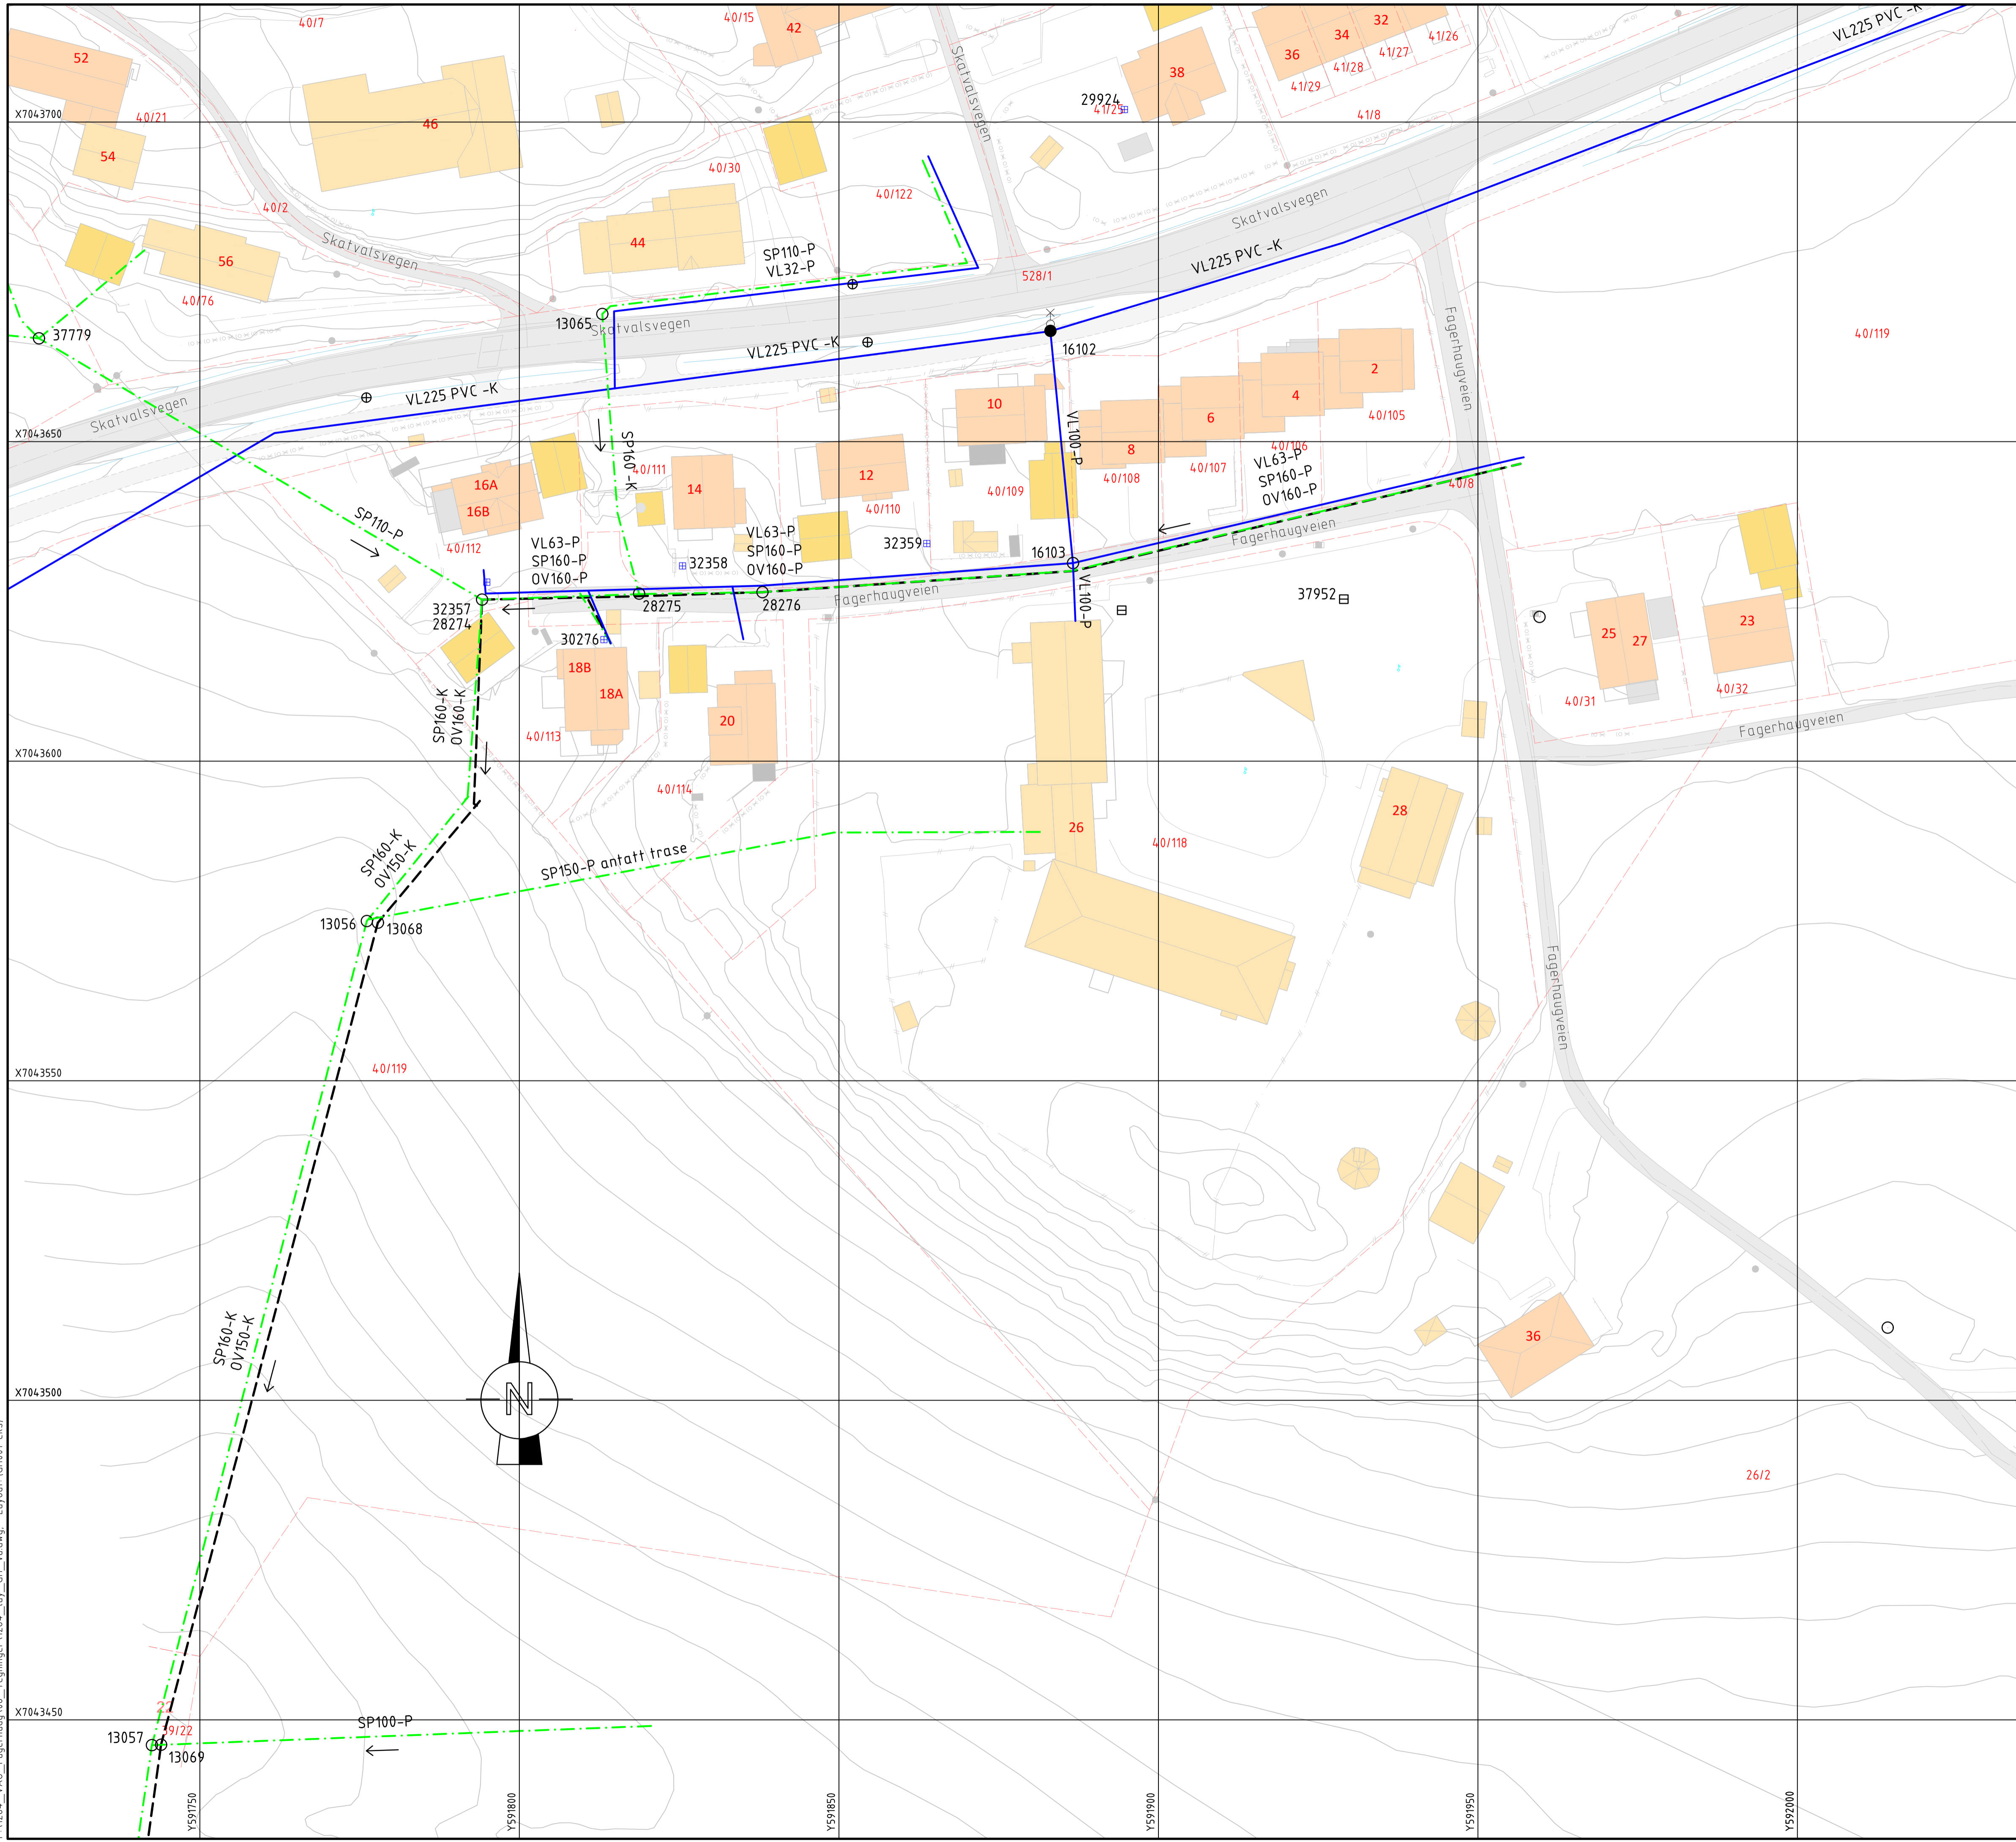 40/7
40/15
42
32
34
36
41/26
41/27
41/28
41/29
41/8
VL225 PVC -K
52
40/21
46
54
Skatvalsvegen
38
29924
41/25
X7043700
40/30
40/122
40/2
Skatvalsvegen
Skatvalsvegen
44
SP110-P
VL32-P
VL225 PVC -K
528/1
56
40/76
37779
13065
Skatvalsvegen
VL225 PVC -K
16102
Fagerhaugveien
40/119
2
4
6
8
10
40/105
40/106
40/107
40/108
VL225 PVC -K
Skatvalsvegen
X7043650
SP160-K
VL100-P
16A
16B
40/111
14
12
40/110
40/109
VL63-P
SP160-P
OV160-P
40/8
SP110-P
40/112
VL63-P
SP160-P
OV160-P
VL63-P
SP160-P
OV160-P
32358
32359
16103
Fagerhaugveien
Fagerhaugveien
VL100-P
37952
32357
28274
28275
28276
30276
25
27
23
40/31
40/32
Fagerhaugveien
18B
18A
20
SP160-K
OV160-K
40/113
X7043600
40/114
26
28
40/118
SP160-K
OV150-K
SP150-P antatt trase
13056
13068
Fagerhaugveien
X7043550
40/119
SP160-K
OV150-K
36
N
X7043500
26/2
X7043450
SP100-P
13057
13069
Y591750
Y591800
Y591850
Y591900
Y591950
Y592000